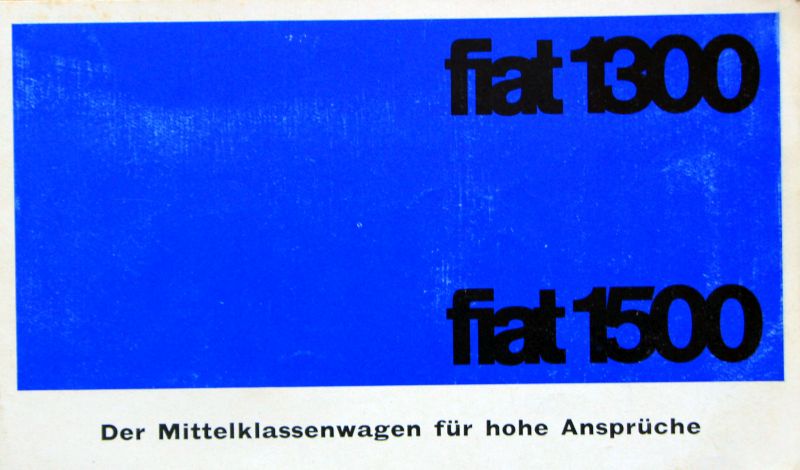 fiat 1300
fiat 1500
Der Mittelklassenwagen für hohe Ansprüche